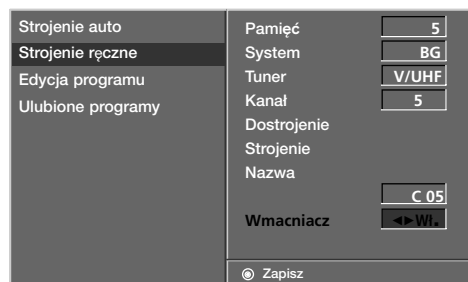 Strojenie auto
Strojenie ręczne
Edycja programu
Ulubione programy
Pamięć 5
System BG
Tuner V/UHF
Kanał 5
Dostrojenie
Strojenie
Nazwa
C 05
Wmacniacz ◄►Wł.
Zapisz